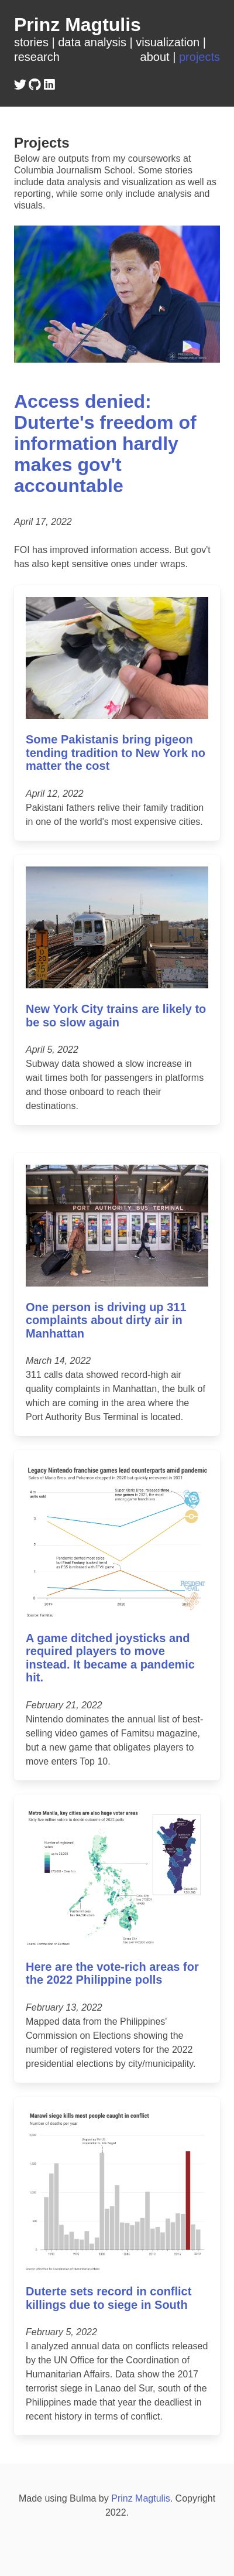 Prinz Magtulis
stories | data analysis | visualization |
research
about | projects
Projects
Below are outputs from my courseworks at
Columbia Journalism School. Some stories
include data analysis and visualization as well as
reporting, while some only include analysis and
visuals.
Access denied:
Duterte's freedom of
information hardly
makes gov't
accountable
April 17, 2022
FOI has improved information access. But gov't
has also kept sensitive ones under wraps.
Some Pakistanis bring pigeon
tending tradition to New York no
matter the cost
April 12, 2022
Pakistani fathers relive their family tradition
in one of the world's most expensive cities.
New York City trains are likely to
be so slow again
April 5, 2022
Subway data showed a slow increase in
wait times both for passengers in platforms
and those onboard to reach their
destinations.
PORT AUTHORITY BUS TERMINAL
One person is driving up 311
complaints about dirty air in
Manhattan
March 14, 2022
311 calls data showed record-high air
quality complaints in Manhattan, the bulk of
which are coming in the area where the
Port Authority Bus Terminal is located.
Legacy Nintendo franchise games lead counterparts amid pandemic
A game ditched joysticks and
required players to move
instead. It became a pandemic
hit.
February 21, 2022
Nintendo dominates the annual list of best-
selling video games of Famitsu magazine,
but a new game that obligates players to
move enters Top 10.
Metro Manila, key cities are also huge voter areas
Here are the vote-rich areas for
the 2022 Philippine polls
February 13, 2022
Mapped data from the Philippines'
Commission on Elections showing the
number of registered voters for the 2022
presidential elections by city/municipality.
Marawi siege kills most people caught in conflict
Number of deaths per year
Duterte sets record in conflict
killings due to siege in South
February 5, 2022
I analyzed annual data on conflicts released
by the UN Office for the Coordination of
Humanitarian Affairs. Data show the 2017
terrorist siege in Lanao del Sur, south of the
Philippines made that year the deadliest in
recent history in terms of conflict.
Made using Bulma by Prinz Magtulis. Copyright
2022.